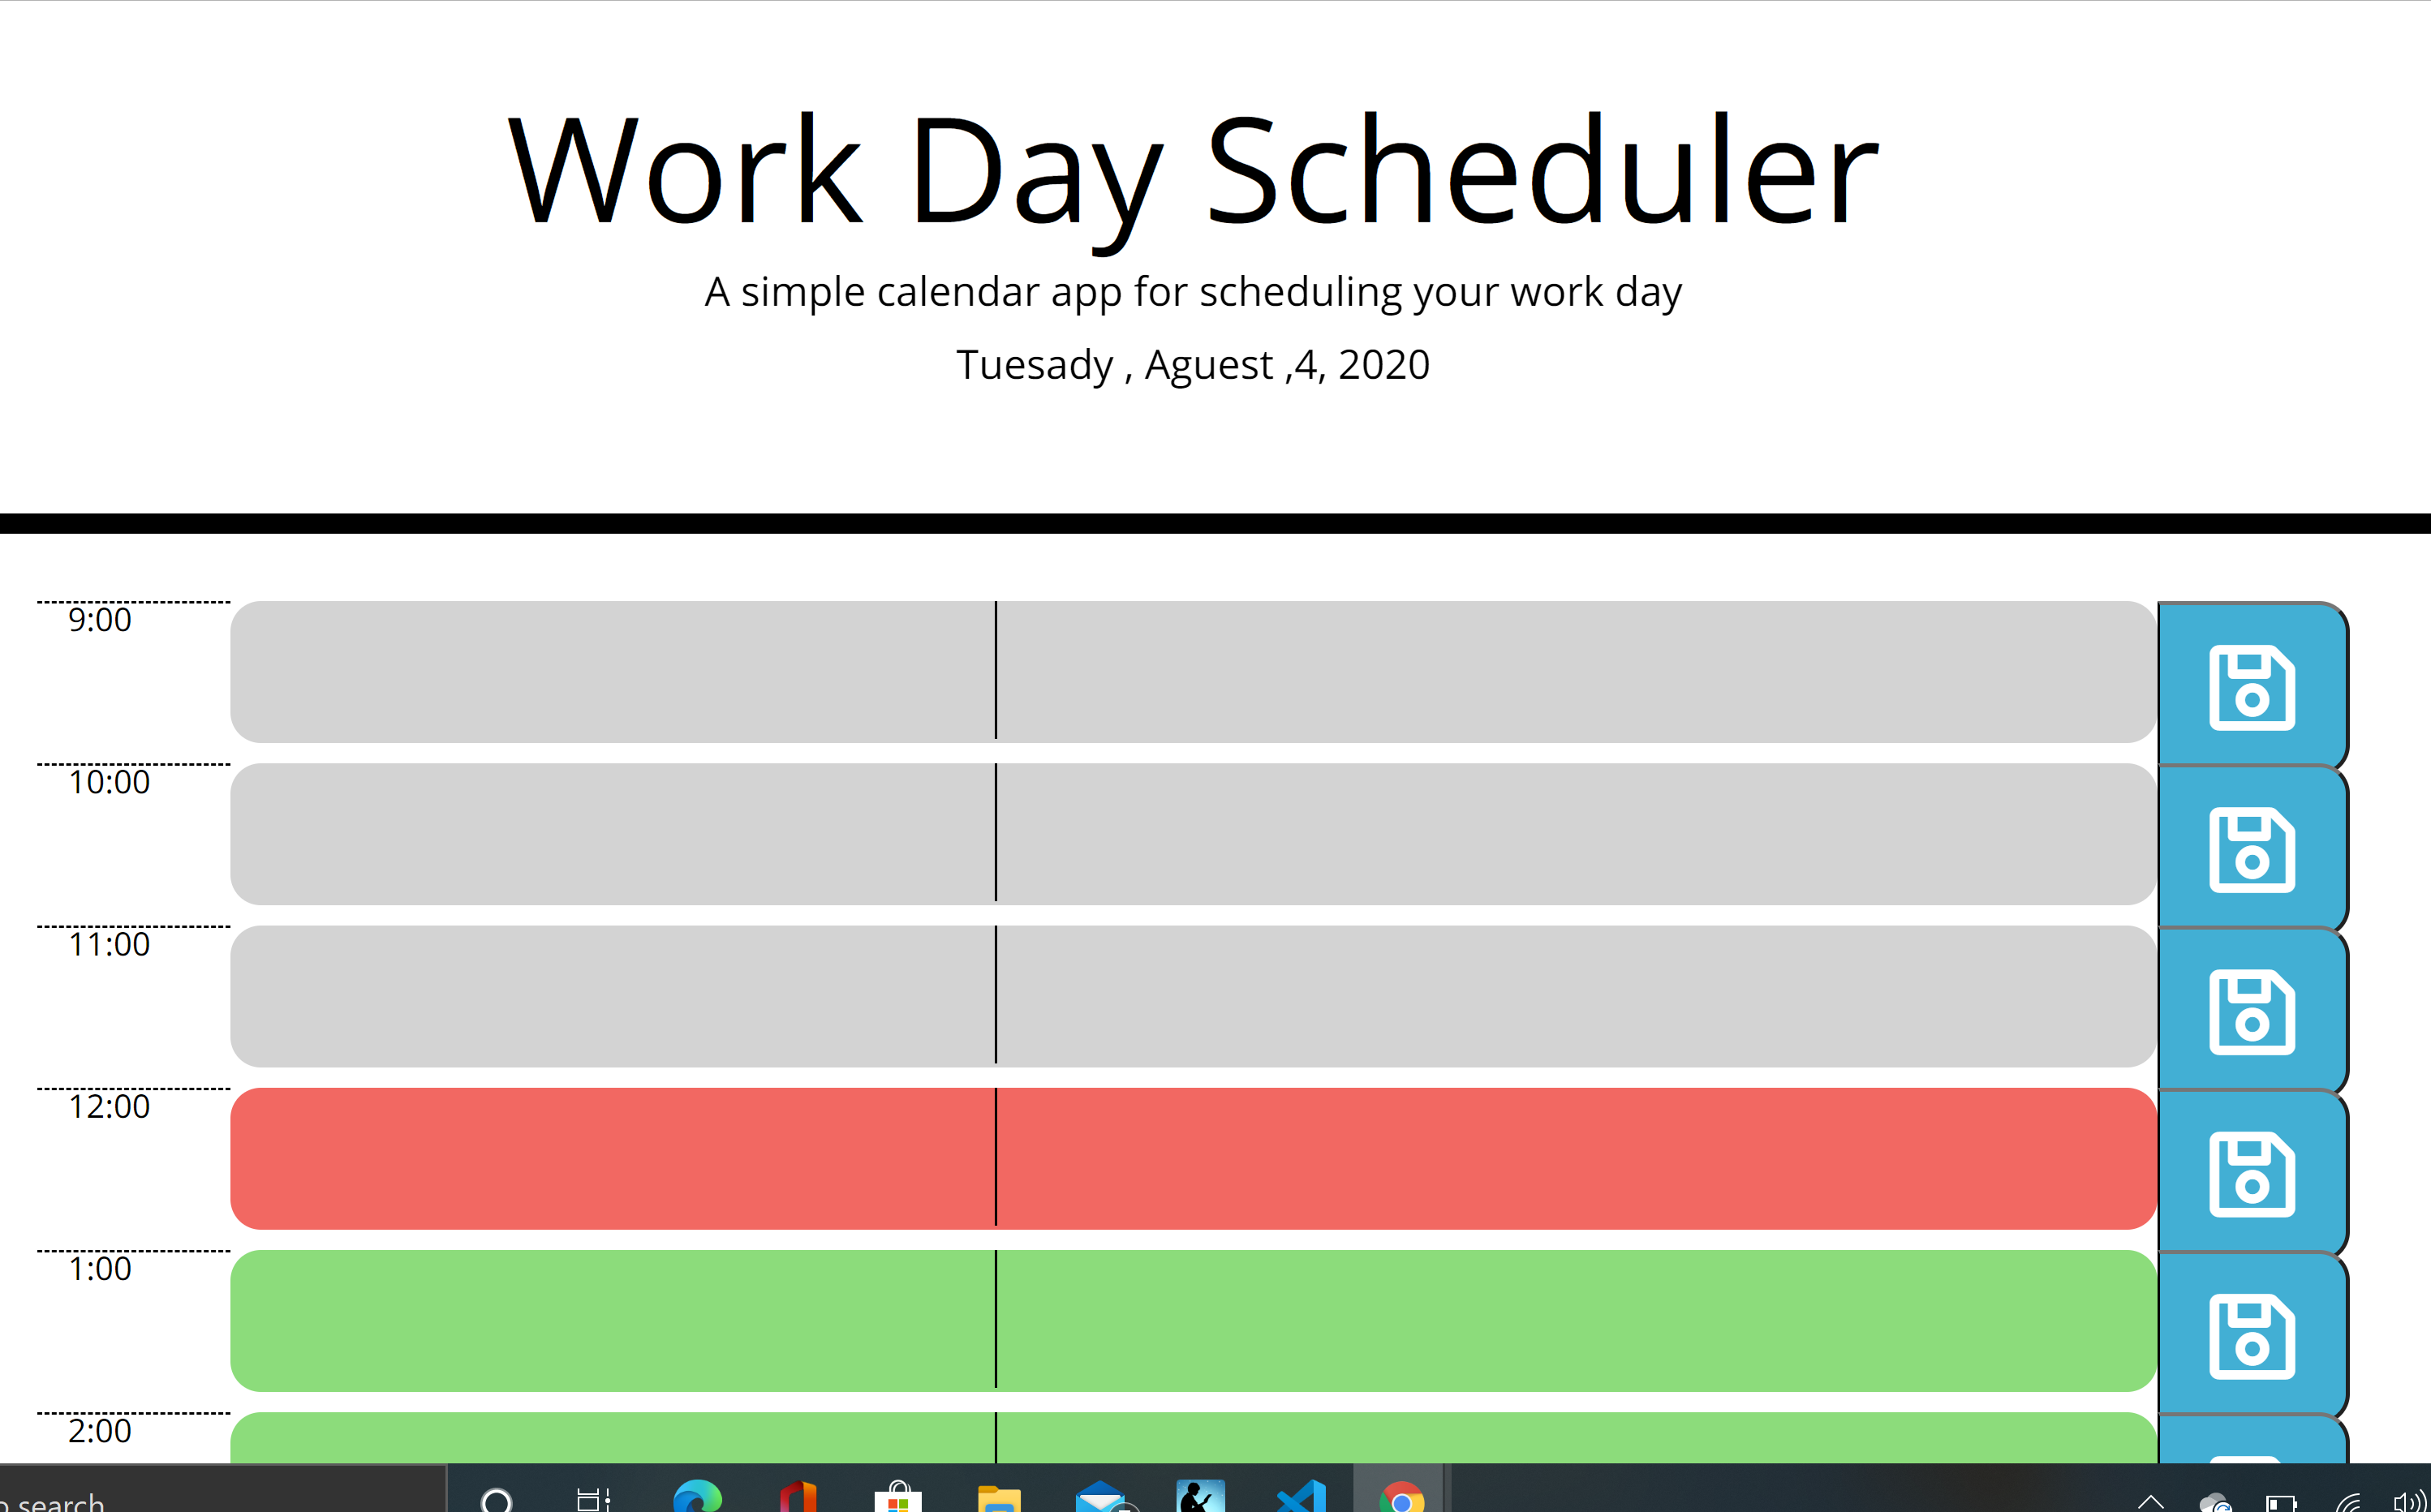 Work Day Scheduler
A simple calendar app for scheduling your work day
Tuesady , Aguest ,4, 2020
9:00
10:00
11:00
12:00
1:00
2:00
search